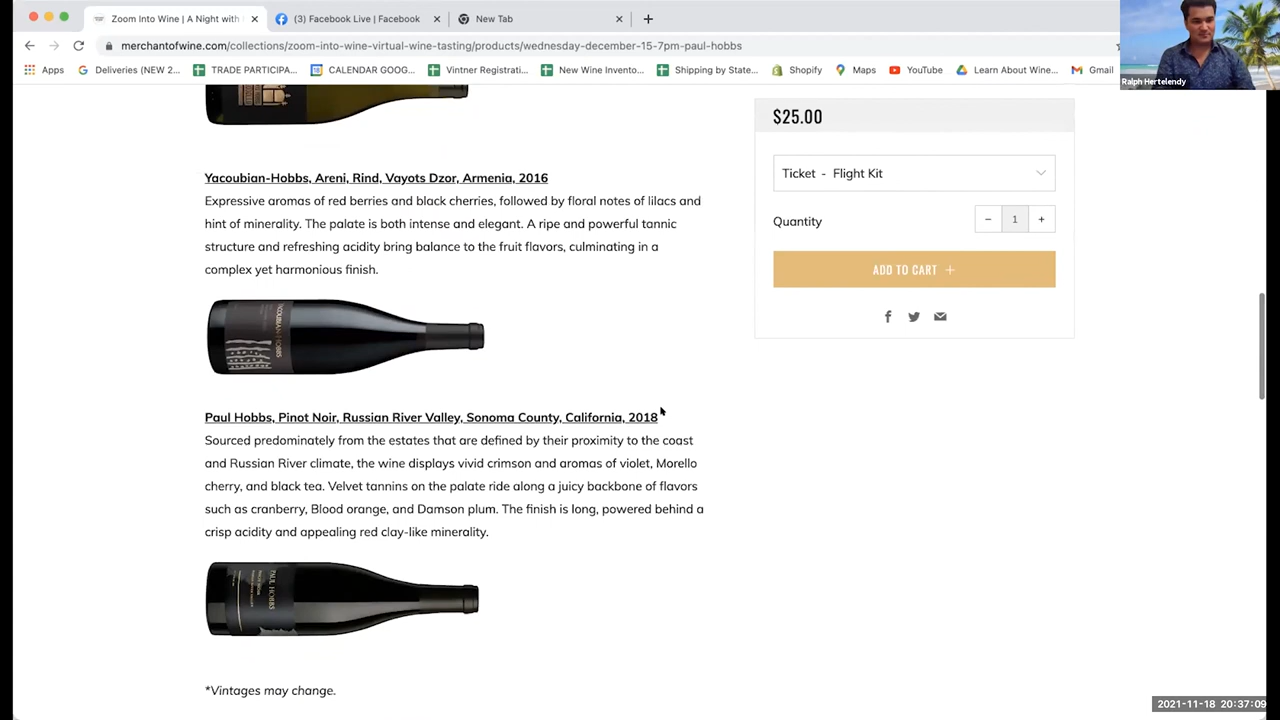 Zoom Into Wine | A Night with
(3) Facebook Live | Facebook
New Tab
merchantofwine.com/collections/zoom-into-wine-virtual-wine-tasting/products/wednesday-december-15-7pm-paul-hobbs
Apps
Deliveries (NEW 2...
TRADE PARTICIPA...
CALENDAR GOOG...
Vintner Registrati...
New Wine Invento...
Shipping by State...
Shopify
Maps
YouTube
Learn About Wine...
Gmail
Ralph Hertelendy
$25.00
Ticket - Flight Kit
Quantity
− 1 +
ADD TO CART +
Yacoubian-Hobbs, Areni, Rind, Vayots Dzor, Armenia, 2016
Expressive aromas of red berries and black cherries, followed by floral notes of lilacs and
hint of minerality. The palate is both intense and elegant. A ripe and powerful tannic
structure and refreshing acidity bring balance to the fruit flavors, culminating in a
complex yet harmonious finish.
YACOUBIAN-HOBBS
Paul Hobbs, Pinot Noir, Russian River Valley, Sonoma County, California, 2018
Sourced predominately from the estates that are defined by their proximity to the coast
and Russian River climate, the wine displays vivid crimson and aromas of violet, Morello
cherry, and black tea. Velvet tannins on the palate ride along a juicy backbone of flavors
such as cranberry, Blood orange, and Damson plum. The finish is long, powered behind a
crisp acidity and appealing red clay-like minerality.
PAUL HOBBS
*Vintages may change.
2021-11-18 20:37:09